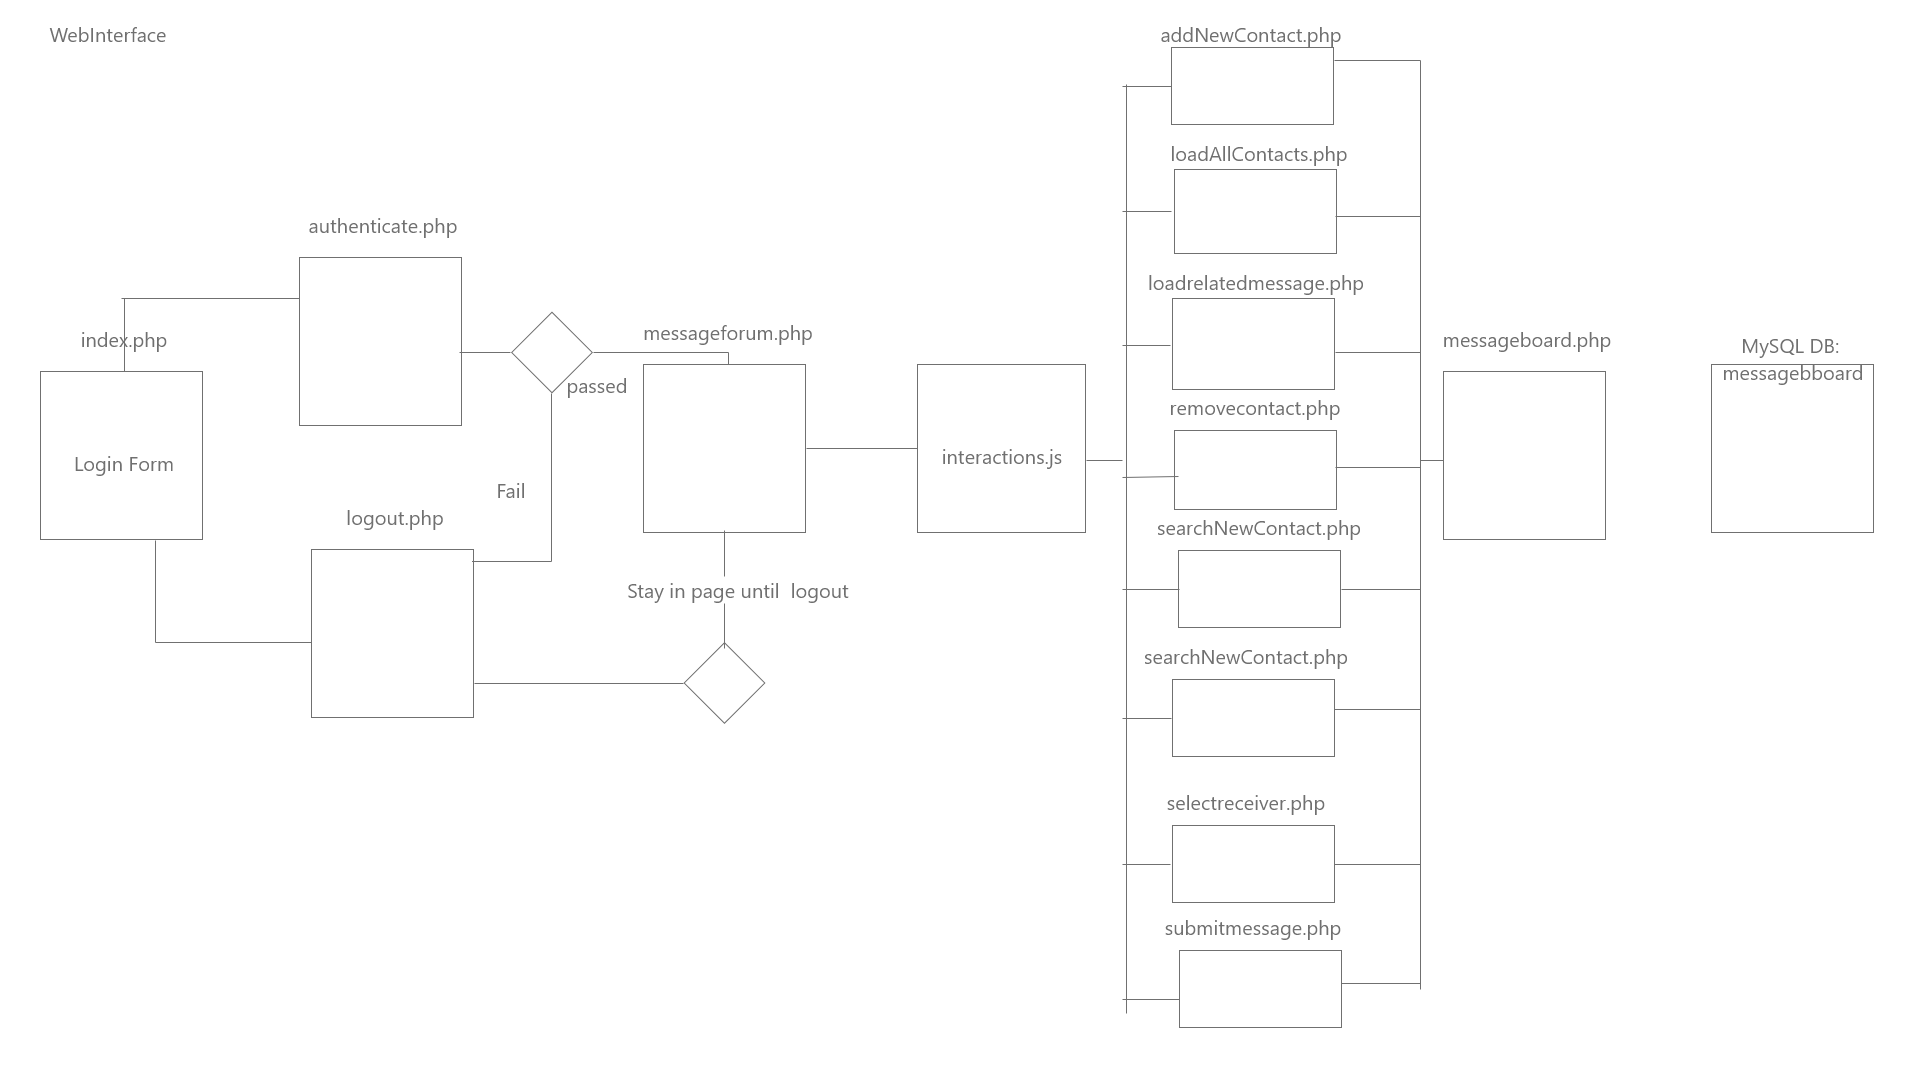 WebInterface
index.php
Login Form
authenticate.php
logout.php
Fail
passed
messageforum.php
Stay in page until  logout
interactions.js
addNewContact.php
loadAllContacts.php
loadrelatedmessage.php
removecontact.php
searchNewContact.php
searchNewContact.php
selectreceiver.php
submitmessage.php
messageboard.php
MySQL DB:
messagebboard